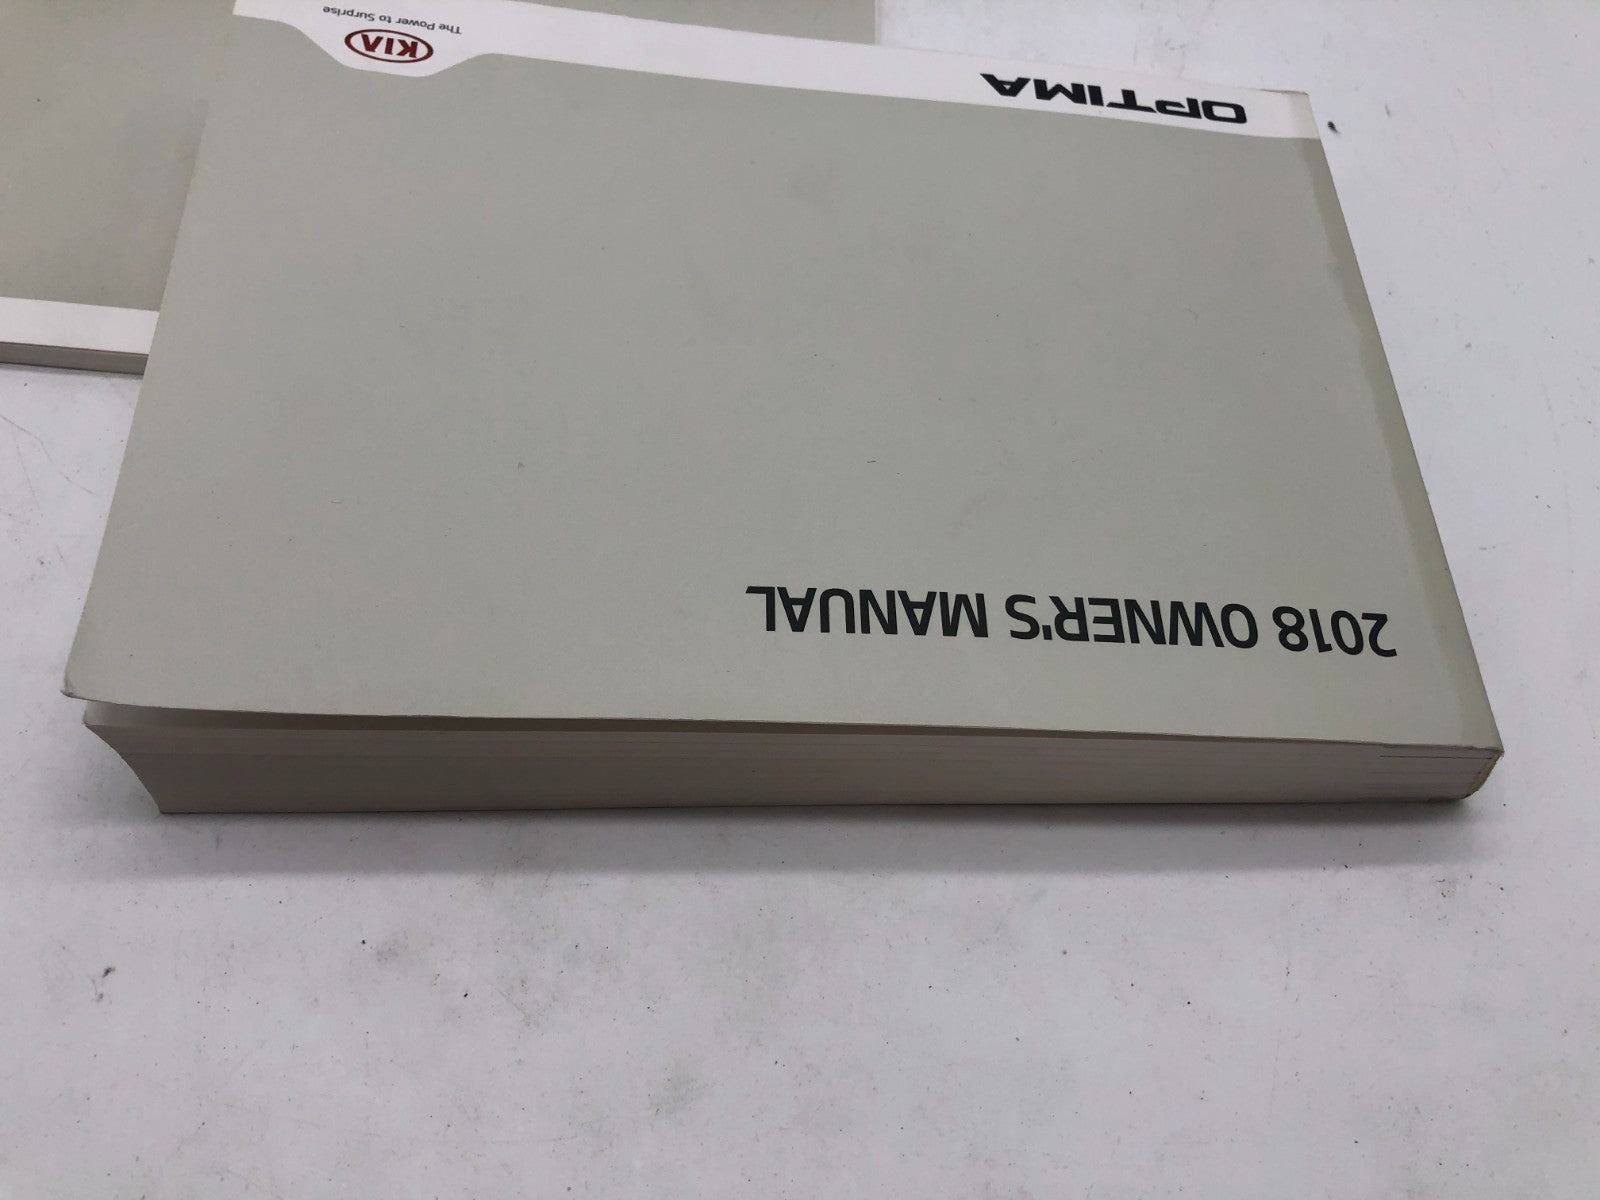 2018 OWNER'S MANUAL
OPTIMA
KIA
The Power to Surprise